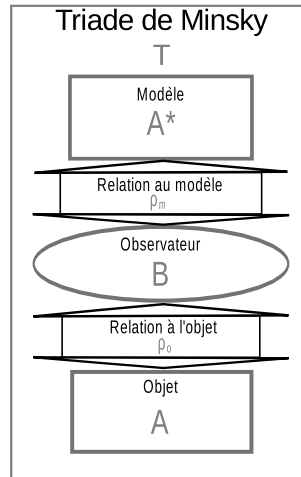 Triade de Minsky
T
Modèle
A*
Relation au modèle
ρm
Observateur
B
Relation à l'objet
ρo
Objet
A